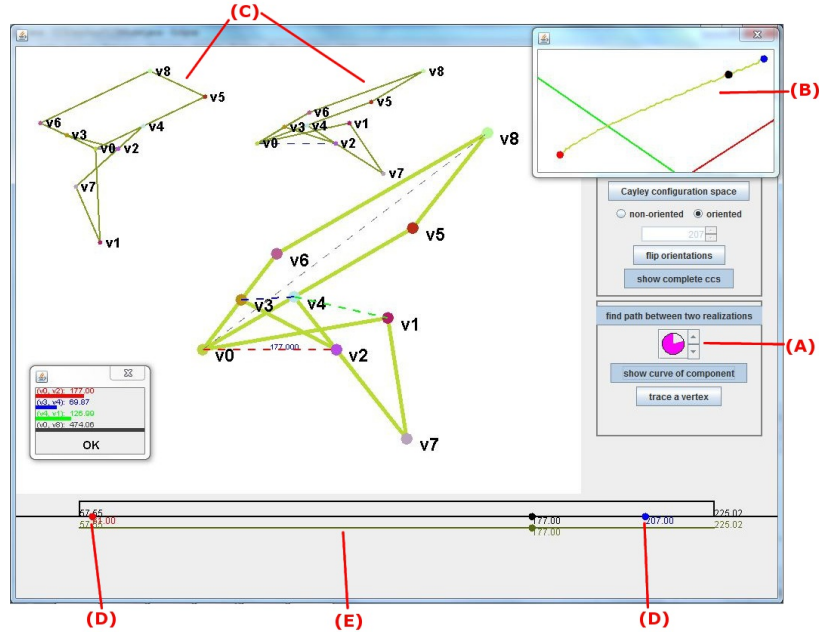 (C)
v8
v5
v6
v3
v4
v0
v2
v7
v1
v8
v6
v5
v4
v1
v0
v2
v7
(B)
v8
v5
v6
v3
v4
v1
v0
177.000
v2
v7
Cayley configuration space
non-oriented
oriented
207
flip orientations
show complete ccs
find path between two realizations
(A)
show curve of component
trace a vertex
(v0, v2): 177.00
(v3, v4): 69.87
(v4, v1): 126.99
(v0, v8): 474.06
OK
225.02
177.00
207.00
225.02
177.00
(D)
(E)
(D)